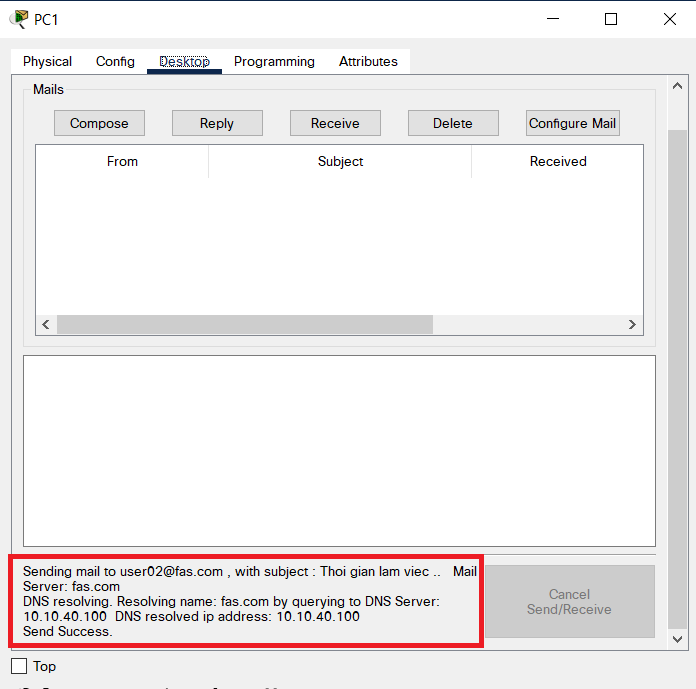 PC1
Physical Config Desktop Programming Attributes
Mails
Compose Reply Receive Delete Configure Mail
From Subject Received
Sending mail to user02@fas.com , with subject : Thoi gian lam viec .. Mail
Server: fas.com
DNS resolving. Resolving name: fas.com by querying to DNS Server:
10.10.40.100 DNS resolved ip address: 10.10.40.100
Send Success.
Cancel
Send/Receive
Top